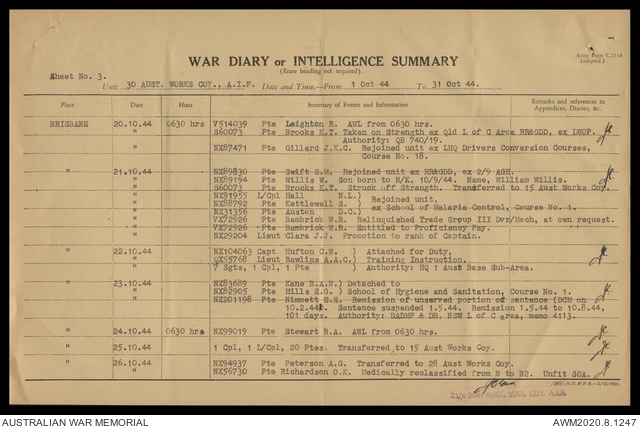 Army Form C.2118
(adapted.)
WAR DIARY or INTELLIGENCE SUMMARY
(Erase heading not required).
Sheet No. 3.
Unit 30 AUST. WORKS COY., A.I.F. Date and Time.—From 1 Oct 44 To 31 Oct 44.
Place Date Hour Summary of Events and Information Remarks and references to
Appendices, Diaries, &c.
BRISBANE 20.10.44 0630 hrs V514039 Pte Leighton R. AWL from 0630 hrs.
" S60073 Pte Brooks K.T. Taken on Strength ex Qld L of C Area RR&GDD, ex LWOP.
Authority: QB 740/19.
" NX87471 Pte Gillard J.K.C. Rejoined unit ex LHQ Drivers Conversion Courses,
Course No. 18.
" 21.10.44 NX89830 Pte Swift E.M. Rejoined unit ex RR&GDD, ex 2/9 AGH.
" NX89194 Pte Willis W. Son born to N/K, 10/9/44. Name, William Willis.
" S60073 Pte Brooks K.T. Struck off Strength. Transferred to 15 Aust Works Coy.
NX91955 L/Cpl Hall N.L.) Rejoined unit,
NX88792 Pte Kettlewell S. ) ex School of Malaria Control, Course No. 1.
NX31356 Pte Austen D.C.)
VX72926 Pte Bambrick W.R. Relinquished Trade Group III Dvr/Mech, at own request.
VX72926 Pte Bambrick W.R. Entitled to Proficiency Pay.
NX29204 Lieut Clara J.J. Promotion to rank of Captain.
" 22.10.44 NX104063 Capt Hufton C.W. ) Attached for Duty,
QX55768 Lieut Rawlins A.A.C.) Training Instruction.
7 Sgts, 1 Cpl, 1 Pte ) Authority: HQ 1 Aust Base Sub-Area.
" 23.10.44 NX83689 Pte Kane B.A.N.) Detached to
" NX82905 Pte Hills E.G. ) School of Hygiene and Sanitation, Course No. 1.
" NX201198 Pte Nimmett E.E. Remission of unserved portion of sentence (DCM on
10.2.44). Sentence suspended 1.5.44. Remission 1.5.44 to 10.8.44,
101 days. Authority: DADMP & DB, NSW L of C area, memo 4113.
" 24.10.44 0630 hrs NX99019 Pte Stewart R.A. AWL from 0630 hrs.
" 25.10.44 1 Cpl, 1 L/Cpl, 20 Ptes. Transferred to 15 Aust Works Coy.
" 26.10.44 NX94937 Pte Peterson A.G. Transferred to 28 Aust Works Coy.
" NX56730 Pte Richardson D.K. Medically reclassified from B to B2. Unfit SOA.
30th AUST. WKS. COY. A.I.F.
AUSTRALIAN WAR MEMORIAL AWM2020.8.1247